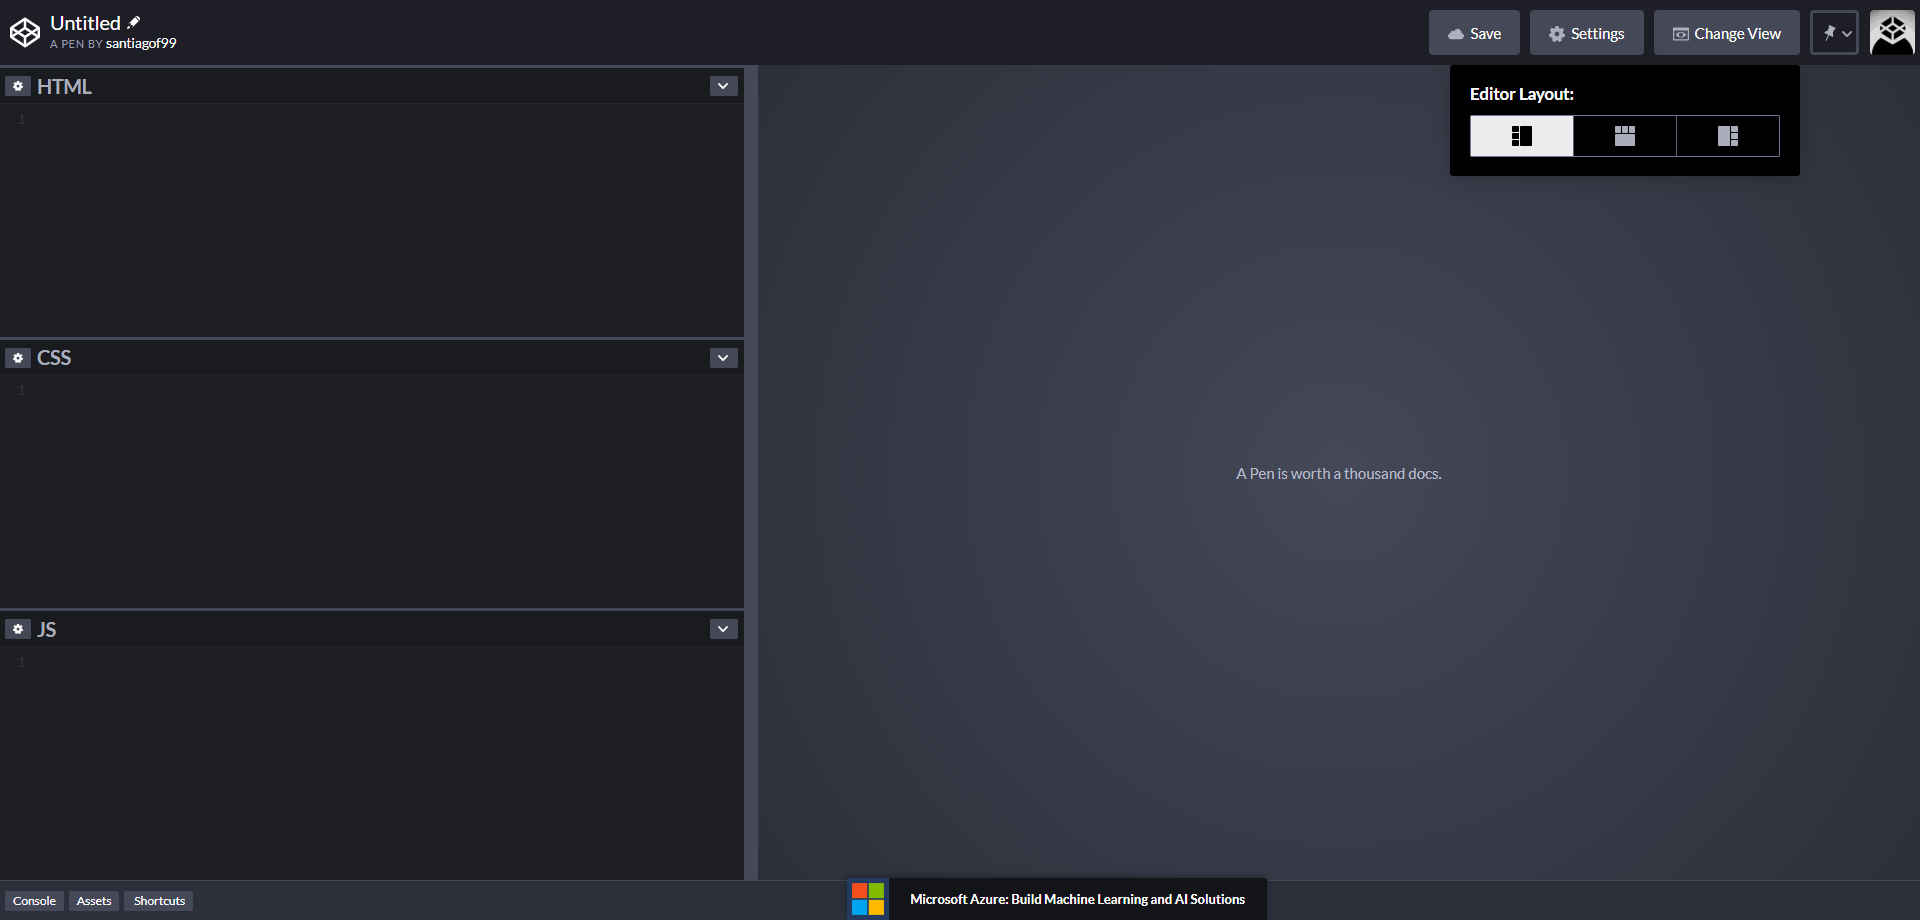 Untitled
A PEN BY santiagof99
Save
Settings
Change View
Editor Layout:
HTML
1
CSS
1
JS
1
A Pen is worth a thousand docs.
Console
Assets
Shortcuts
Microsoft Azure: Build Machine Learning and AI Solutions